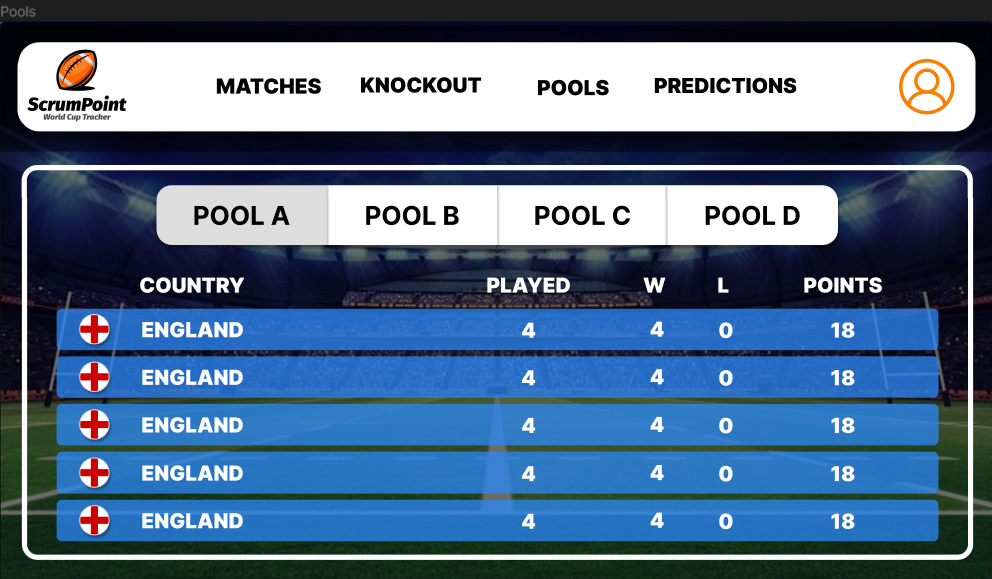 Pools
ScrumPoint
World Cup Tracker
MATCHES KNOCKOUT POOLS PREDICTIONS
POOL A POOL B POOL C POOL D
COUNTRY PLAYED W L POINTS
ENGLAND 4 4 0 18
ENGLAND 4 4 0 18
ENGLAND 4 4 0 18
ENGLAND 4 4 0 18
ENGLAND 4 4 0 18